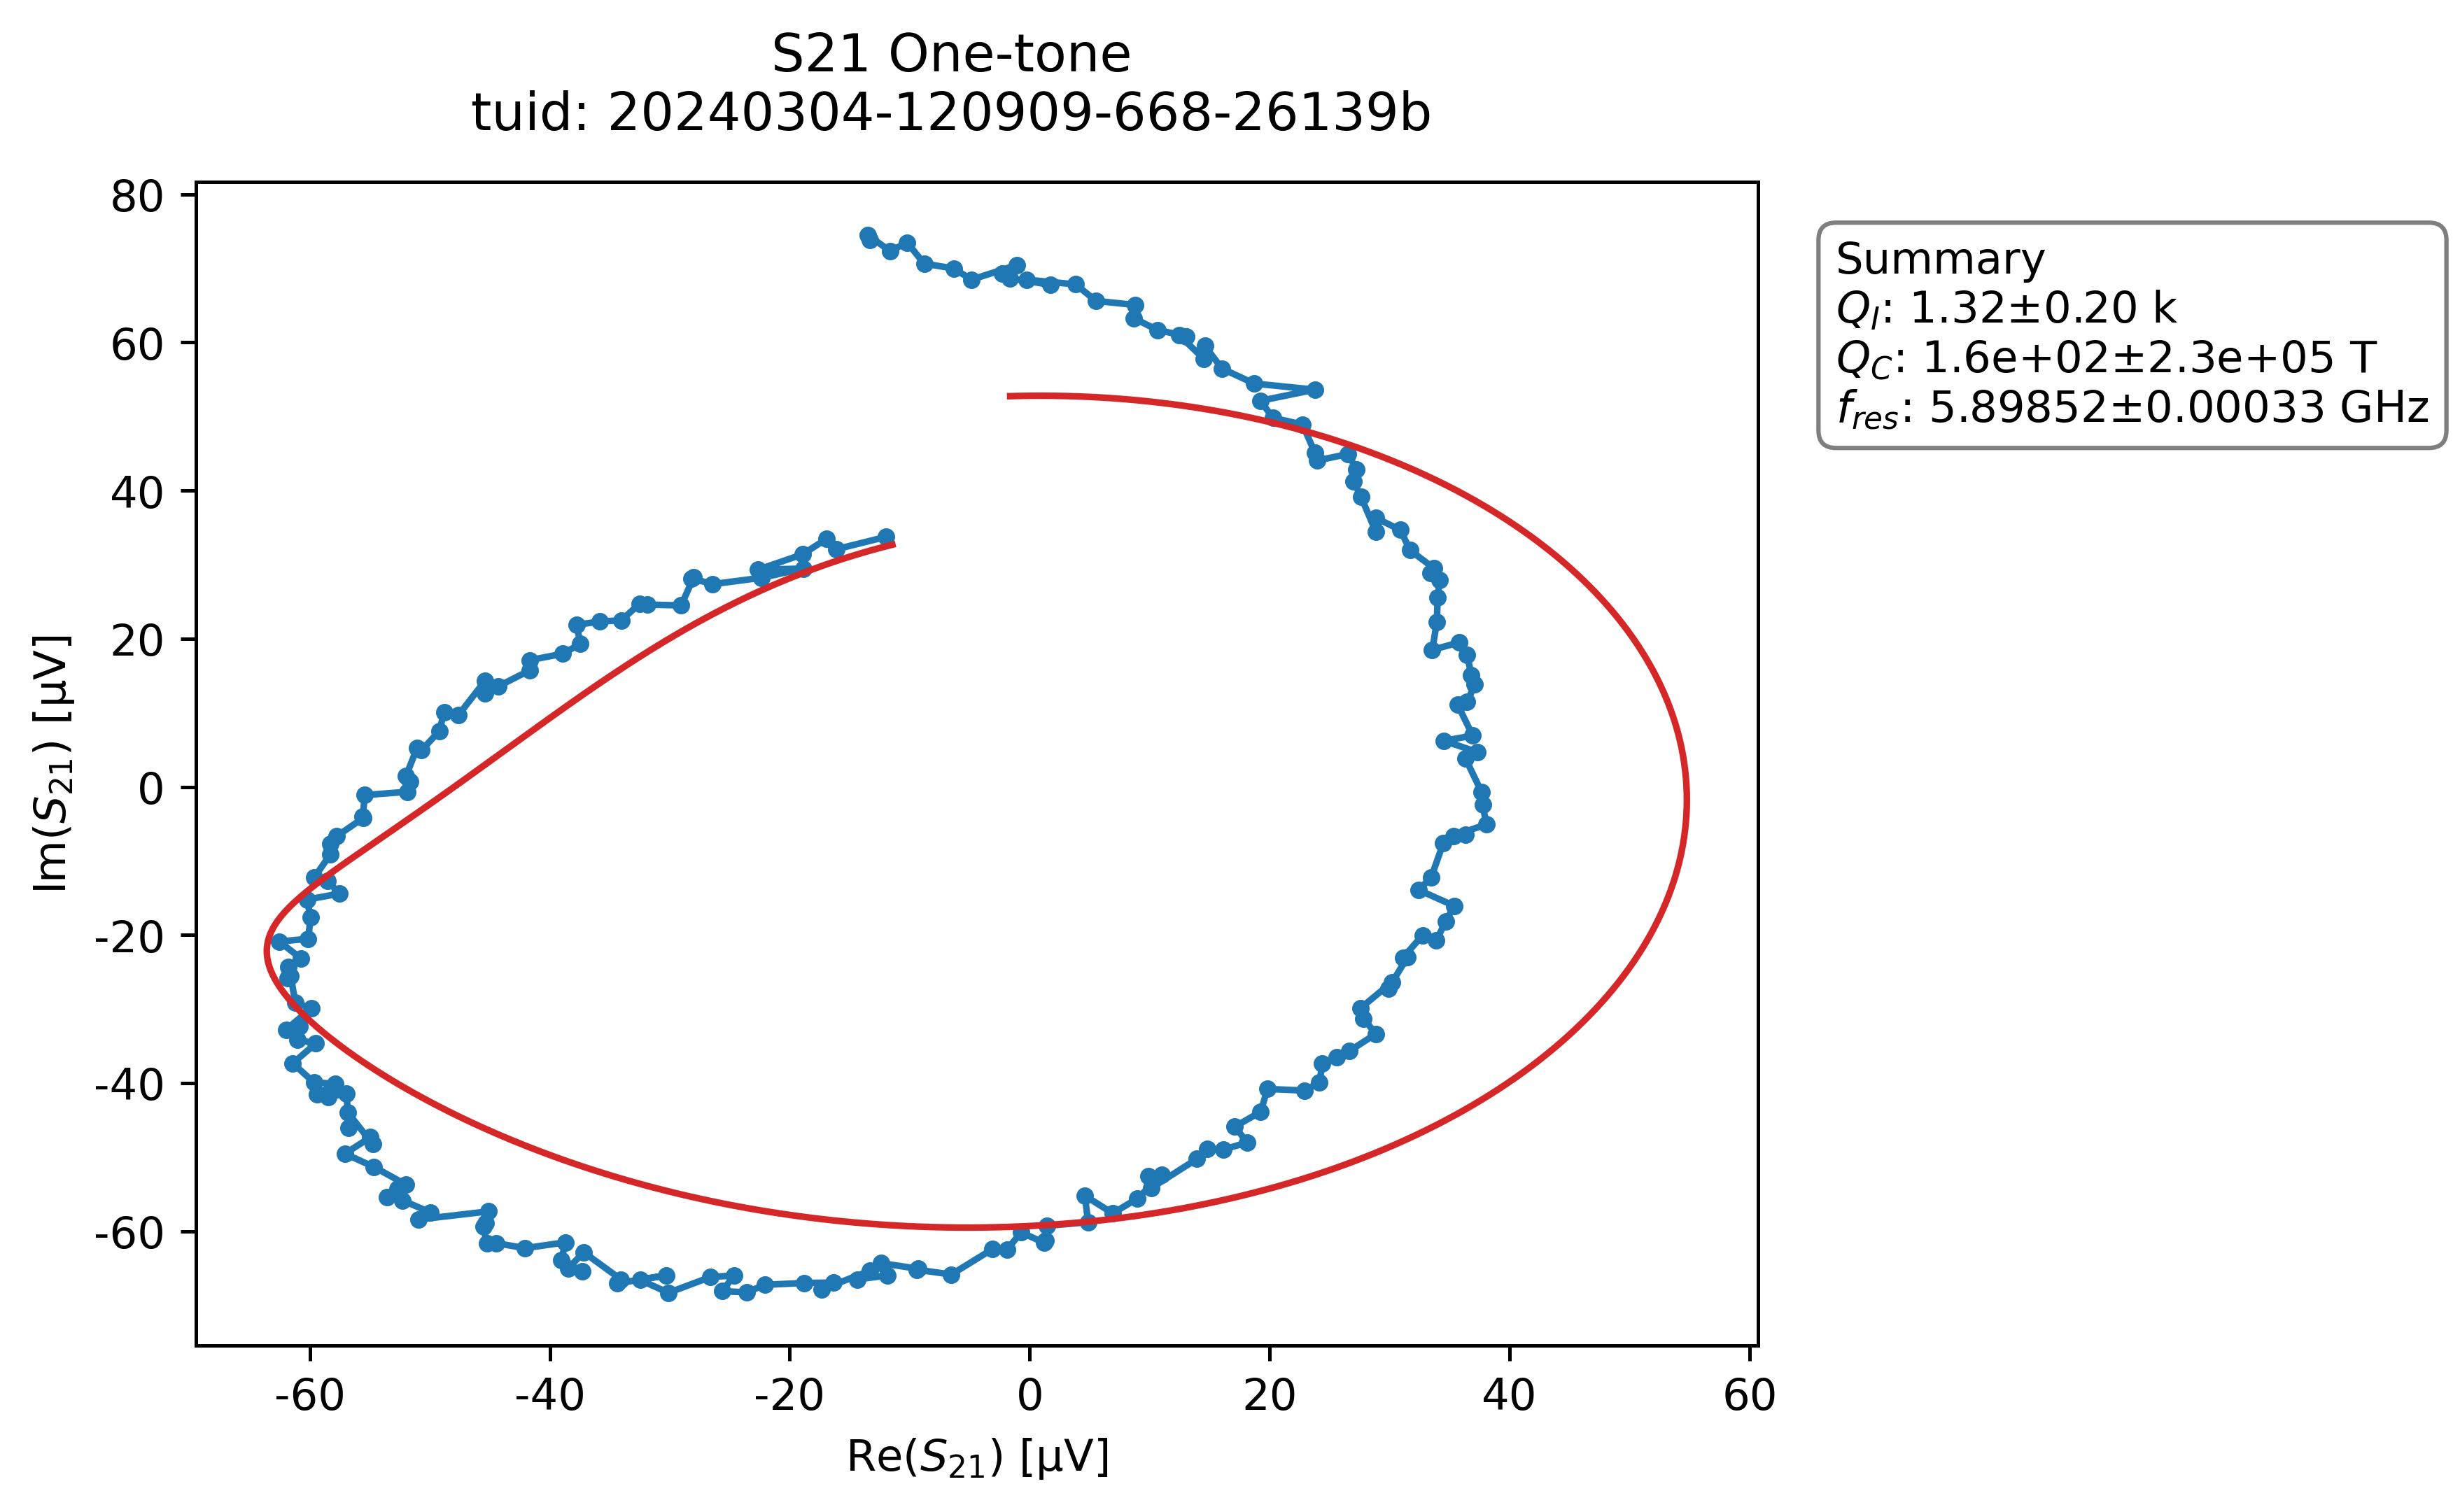 S21 One-tone
tuid: 20240304-120909-668-26139b
80
60
40
20
0
-20
-40
-60
Im(S21) [µV]
-60 -40 -20 0 20 40 60
Re(S21) [µV]
Summary
QI: 1.32±0.20 k
QC: 1.6e+02±2.3e+05 T
fres: 5.89852±0.00033 GHz